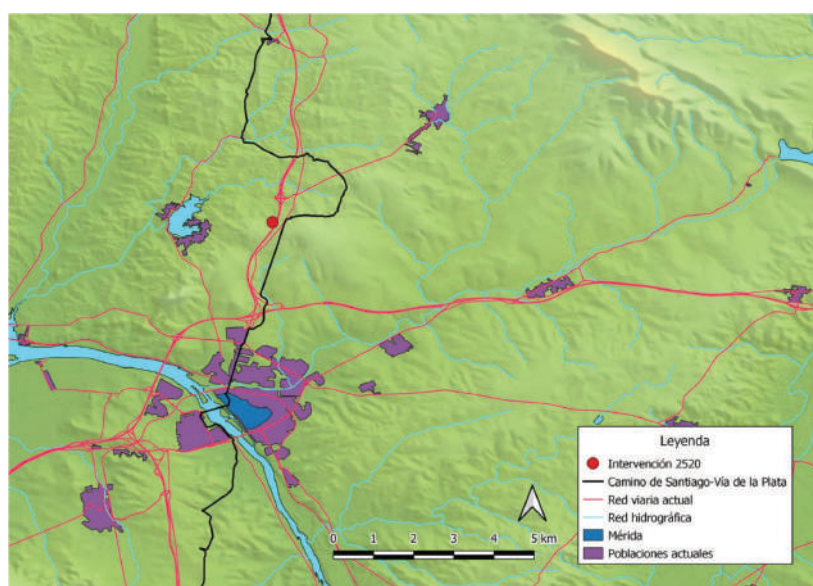 Leyenda
Intervención 2520
Camino de Santiago-Vía de la Plata
Red viaria actual
Red hidrográfica
Mérida
Poblaciones actuales
0 1 2 3 4 5 km